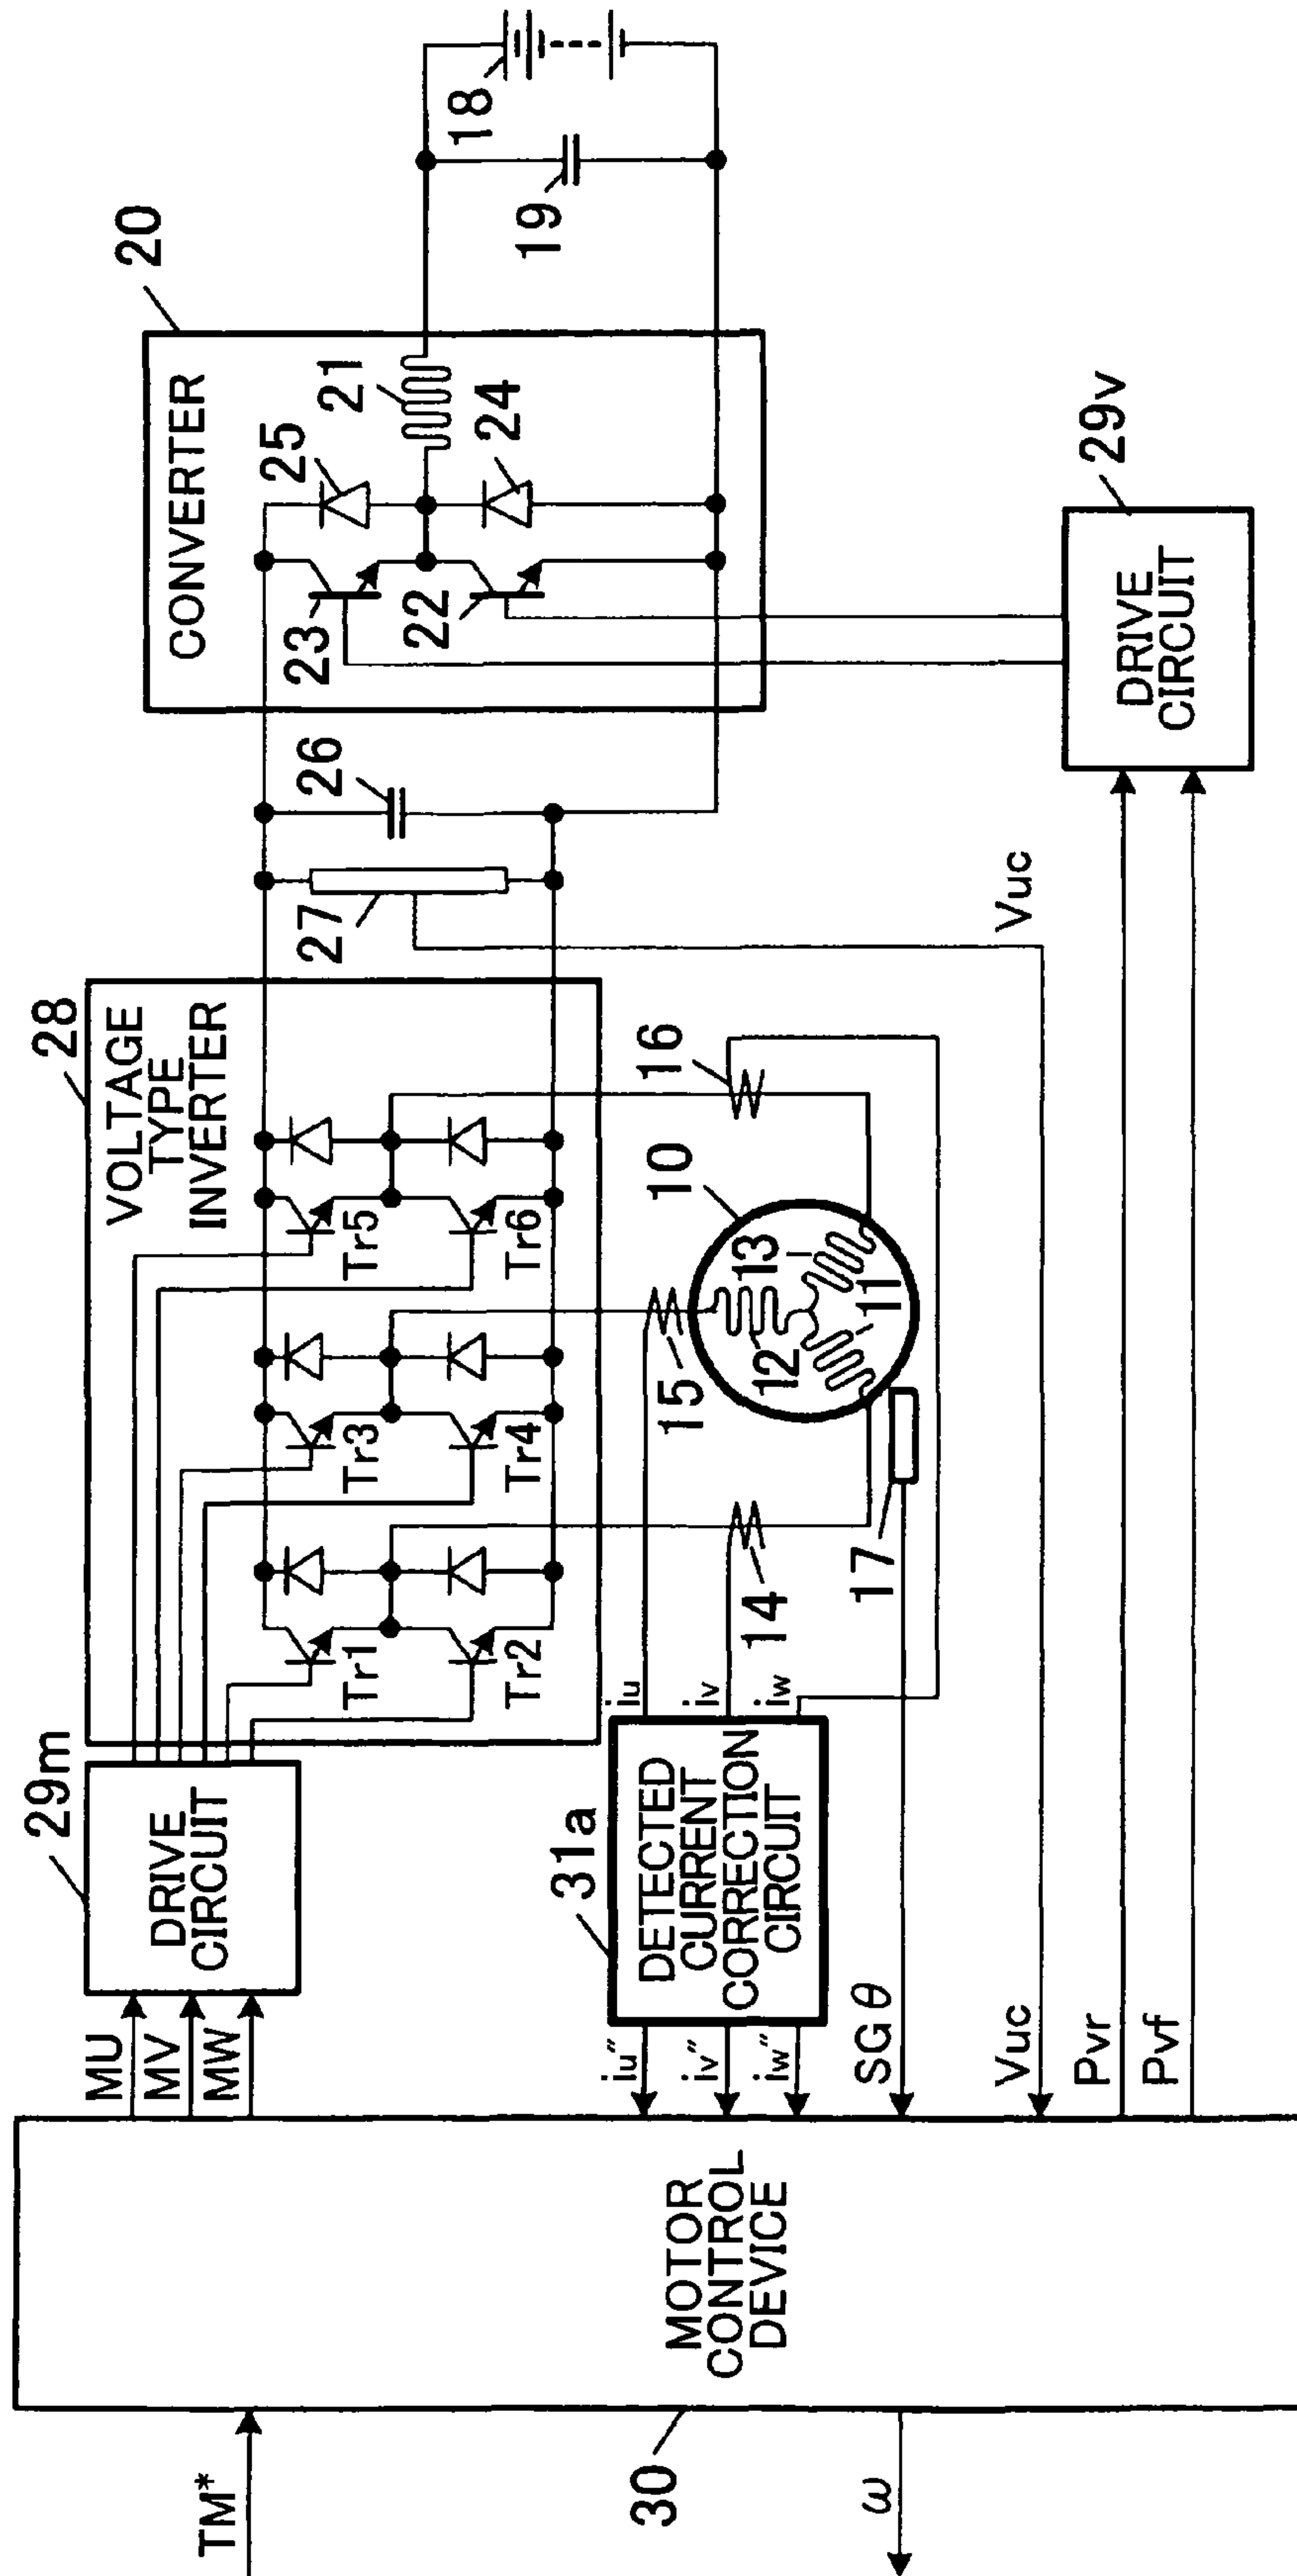 TM*
ω
30
MOTOR
CONTROL
DEVICE
MU
MV
MW
iu″
iv″
iw″
SGθ
Vuc
Pvr
Pvf
29m
DRIVE
CIRCUIT
31a
DETECTED
CURRENT
CORRECTION
CIRCUIT
iu
iv
iw
28
VOLTAGE
TYPE
INVERTER
Tr1
Tr2
Tr3
Tr4
Tr5
Tr6
14
15
16
17
10
11
12
13
27
26
Vuc
20
CONVERTER
23
22
25
24
21
19
18
29v
DRIVE
CIRCUIT